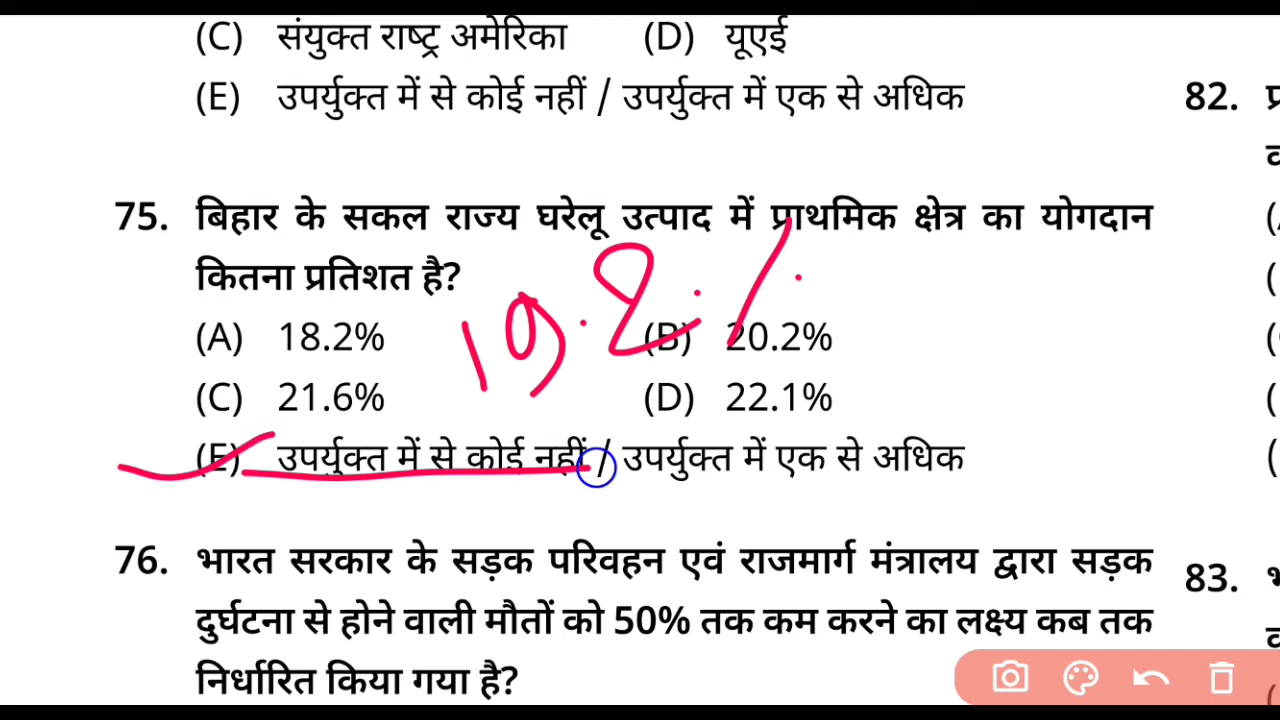 (C) संयुक्त राष्ट्र अमेरिका (D) यूएई
(E) उपर्युक्त में से कोई नहीं / उपर्युक्त में एक से अधिक
75. बिहार के सकल राज्य घरेलू उत्पाद में प्राथमिक क्षेत्र का योगदान
कितना प्रतिशत है?
19.8%
(A) 18.2% (B) 20.2%
(C) 21.6% (D) 22.1%
(E) उपर्युक्त में से कोई नहीं / उपर्युक्त में एक से अधिक
76. भारत सरकार के सड़क परिवहन एवं राजमार्ग मंत्रालय द्वारा सड़क
दुर्घटना से होने वाली मौतों को 50% तक कम करने का लक्ष्य कब तक
निर्धारित किया गया है?
82.
83.